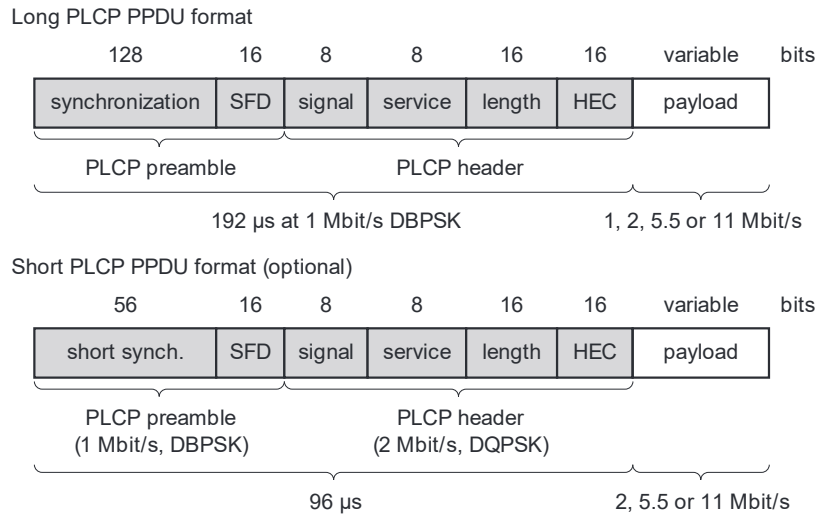 Long PLCP PPDU format
128 16 8 8 16 16 variable bits
synchronization SFD signal service length HEC payload
PLCP preamble PLCP header
192 µs at 1 Mbit/s DBPSK 1, 2, 5.5 or 11 Mbit/s
Short PLCP PPDU format (optional)
56 16 8 8 16 16 variable bits
short synch. SFD signal service length HEC payload
PLCP preamble PLCP header
(1 Mbit/s, DBPSK) (2 Mbit/s, DQPSK)
96 µs 2, 5.5 or 11 Mbit/s